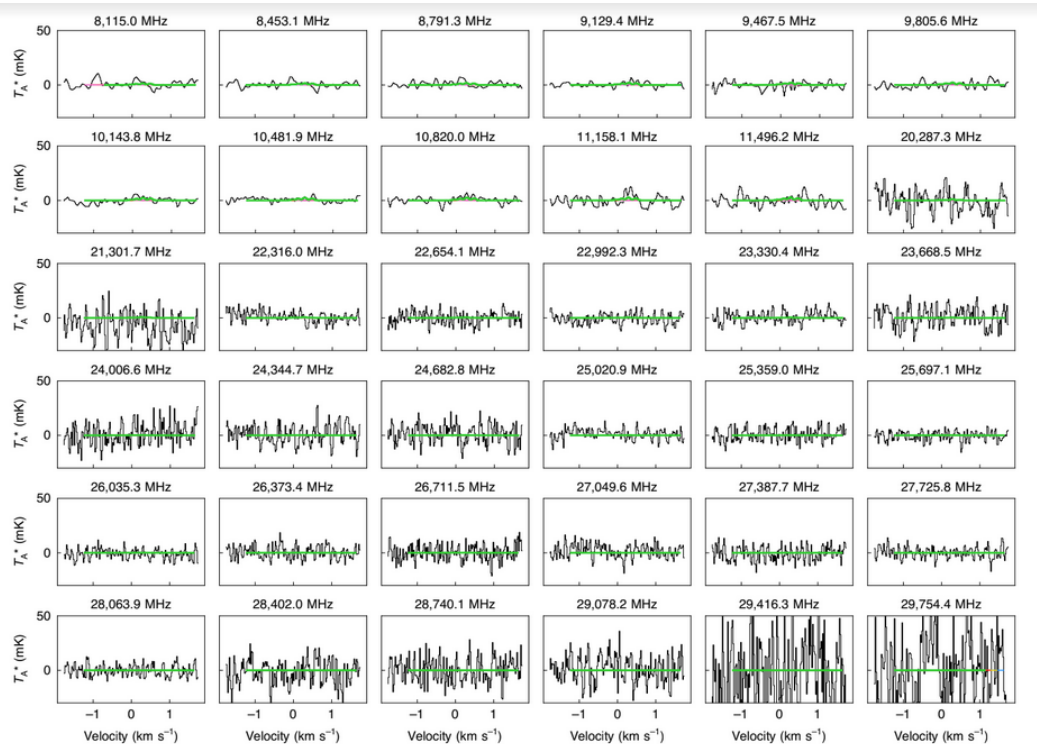 8,115.0 MHz 8,453.1 MHz 8,791.3 MHz 9,129.4 MHz 9,467.5 MHz 9,805.6 MHz
50
T_A* (mK)
0
10,143.8 MHz 10,481.9 MHz 10,820.0 MHz 11,158.1 MHz 11,496.2 MHz 20,287.3 MHz
50
T_A* (mK)
0
21,301.7 MHz 22,316.0 MHz 22,654.1 MHz 22,992.3 MHz 23,330.4 MHz 23,668.5 MHz
50
T_A* (mK)
0
24,006.6 MHz 24,344.7 MHz 24,682.8 MHz 25,020.9 MHz 25,359.0 MHz 25,697.1 MHz
50
T_A* (mK)
0
26,035.3 MHz 26,373.4 MHz 26,711.5 MHz 27,049.6 MHz 27,387.7 MHz 27,725.8 MHz
50
T_A* (mK)
0
28,063.9 MHz 28,402.0 MHz 28,740.1 MHz 29,078.2 MHz 29,416.3 MHz 29,754.4 MHz
50
T_A* (mK)
0
−1 0 1 −1 0 1 −1 0 1 −1 0 1 −1 0 1 −1 0 1
Velocity (km s⁻¹) Velocity (km s⁻¹) Velocity (km s⁻¹) Velocity (km s⁻¹) Velocity (km s⁻¹) Velocity (km s⁻¹)